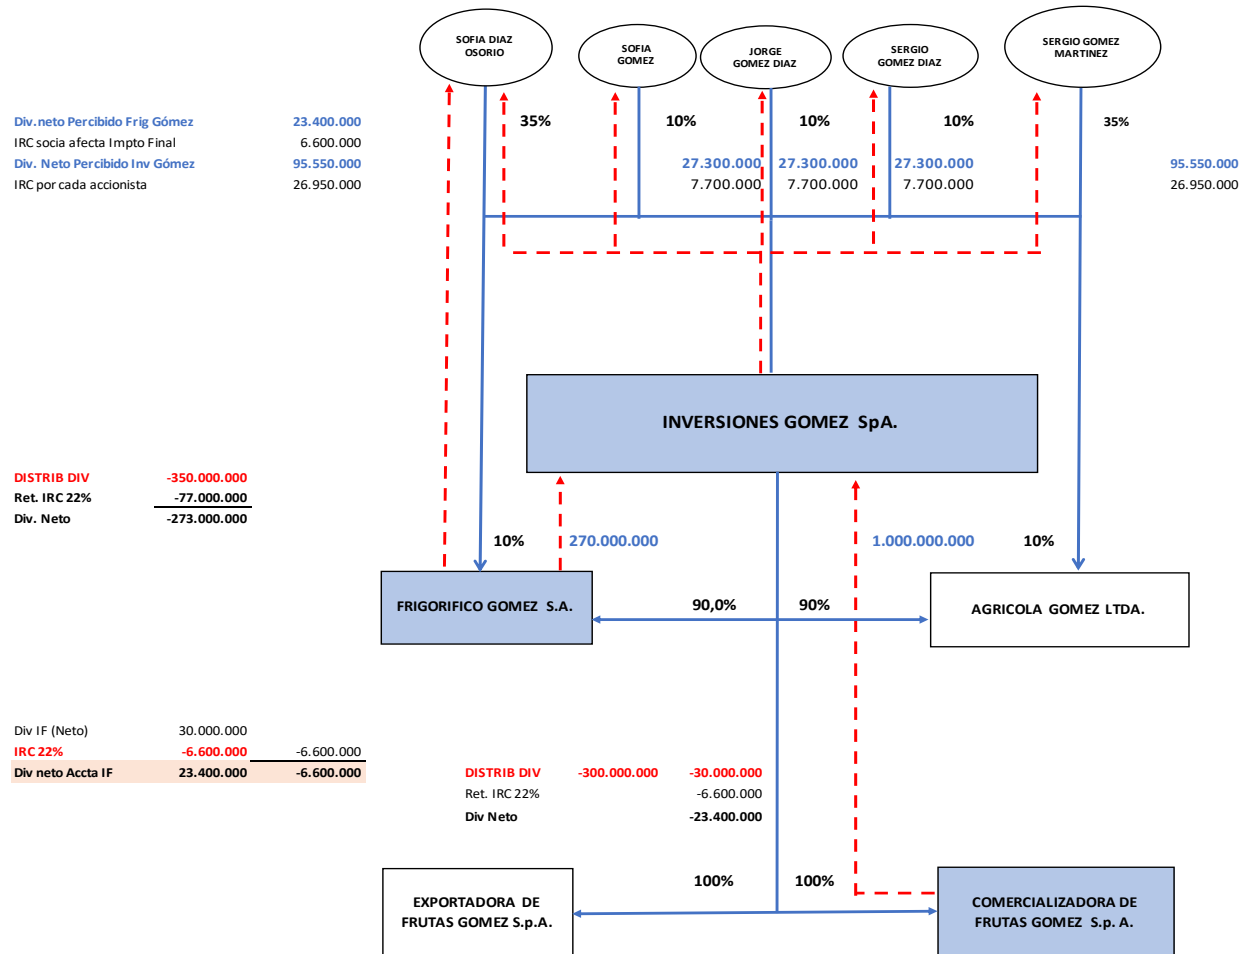 SOFIA DIAZ
OSORIO
SOFIA
GOMEZ
JORGE
GOMEZ DIAZ
SERGIO
GOMEZ DIAZ
SERGIO GOMEZ
MARTINEZ
Div.neto Percibido Frig Gómez 23.400.000
35% 10% 10% 10% 35%
IRC socia afecta Impto Final 6.600.000
Div. Neto Percibido Inv Gómez 95.550.000 27.300.000 27.300.000 27.300.000 95.550.000
IRC por cada accionista 26.950.000 7.700.000 7.700.000 7.700.000 26.950.000
INVERSIONES GOMEZ SpA.
DISTRIB DIV -350.000.000
Ret. IRC 22% -77.000.000
Div. Neto -273.000.000
10% 270.000.000 1.000.000.000 10%
FRIGORIFICO GOMEZ S.A.
90,0% 90%
AGRICOLA GOMEZ LTDA.
Div IF (Neto) 30.000.000
IRC 22% -6.600.000 -6.600.000
Div neto Accta IF 23.400.000 -6.600.000
DISTRIB DIV -300.000.000 -30.000.000
Ret. IRC 22% -6.600.000
Div Neto -23.400.000
100% 100%
EXPORTADORA DE
FRUTAS GOMEZ S.p.A.
COMERCIALIZADORA DE
FRUTAS GOMEZ S.p. A.